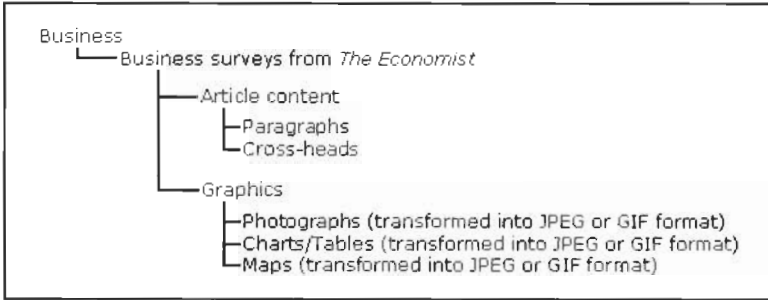 Business
Business surveys from The Economist
Article content
Paragraphs
Cross-heads
Graphics
Photographs (transformed into JPEG or GIF format)
Charts/Tables (transformed into JPEG or GIF format)
Maps (transformed into JPEG or GIF format)